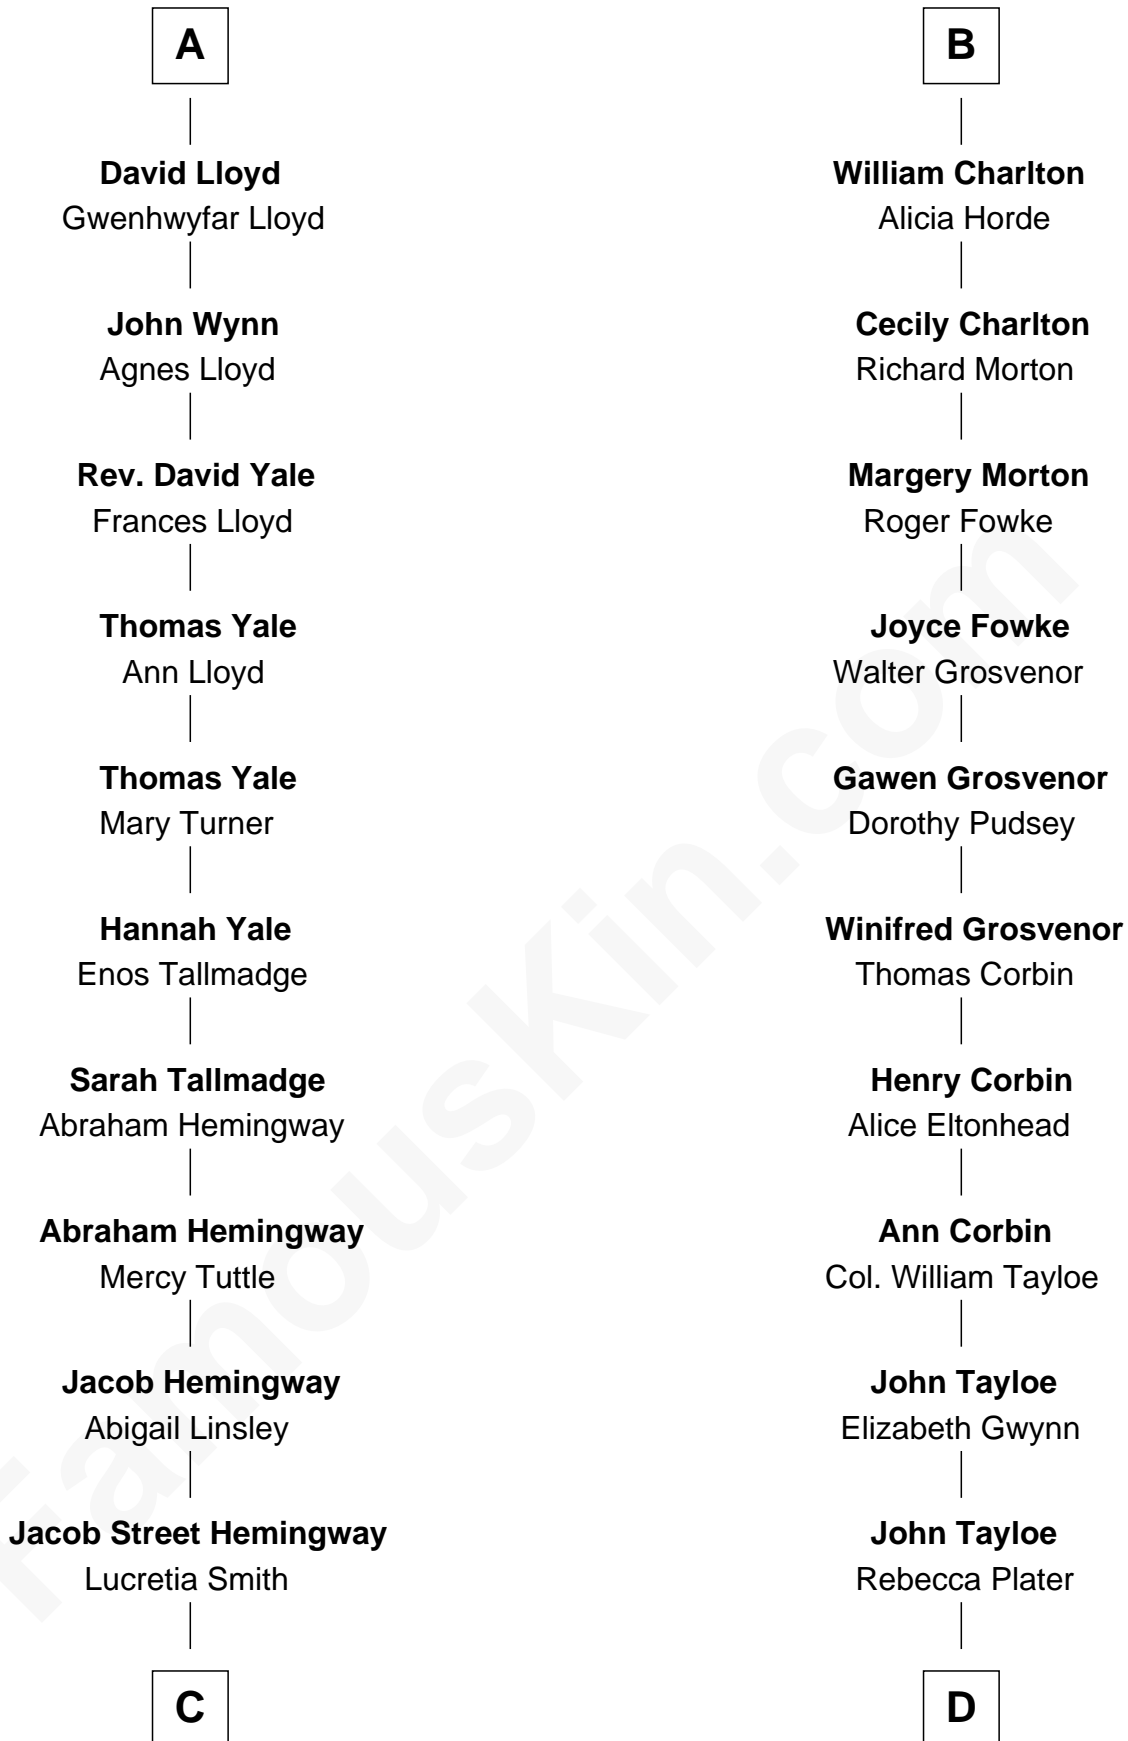 A
David Lloyd
Gwenhwyfar Lloyd
John Wynn
Agnes Lloyd
Rev. David Yale
Frances Lloyd
Thomas Yale
Ann Lloyd
Thomas Yale
Mary Turner
Hannah Yale
Enos Tallmadge
Sarah Tallmadge
Abraham Hemingway
Abraham Hemingway
Mercy Tuttle
Jacob Hemingway
Abigail Linsley
Jacob Street Hemingway
Lucretia Smith
C
B
William Charlton
Alicia Horde
Cecily Charlton
Richard Morton
Margery Morton
Roger Fowke
Joyce Fowke
Walter Grosvenor
Gawen Grosvenor
Dorothy Pudsey
Winifred Grosvenor
Thomas Corbin
Henry Corbin
Alice Eltonhead
Ann Corbin
Col. William Tayloe
John Tayloe
Elizabeth Gwynn
John Tayloe
Rebecca Plater
D
FamousKin.com